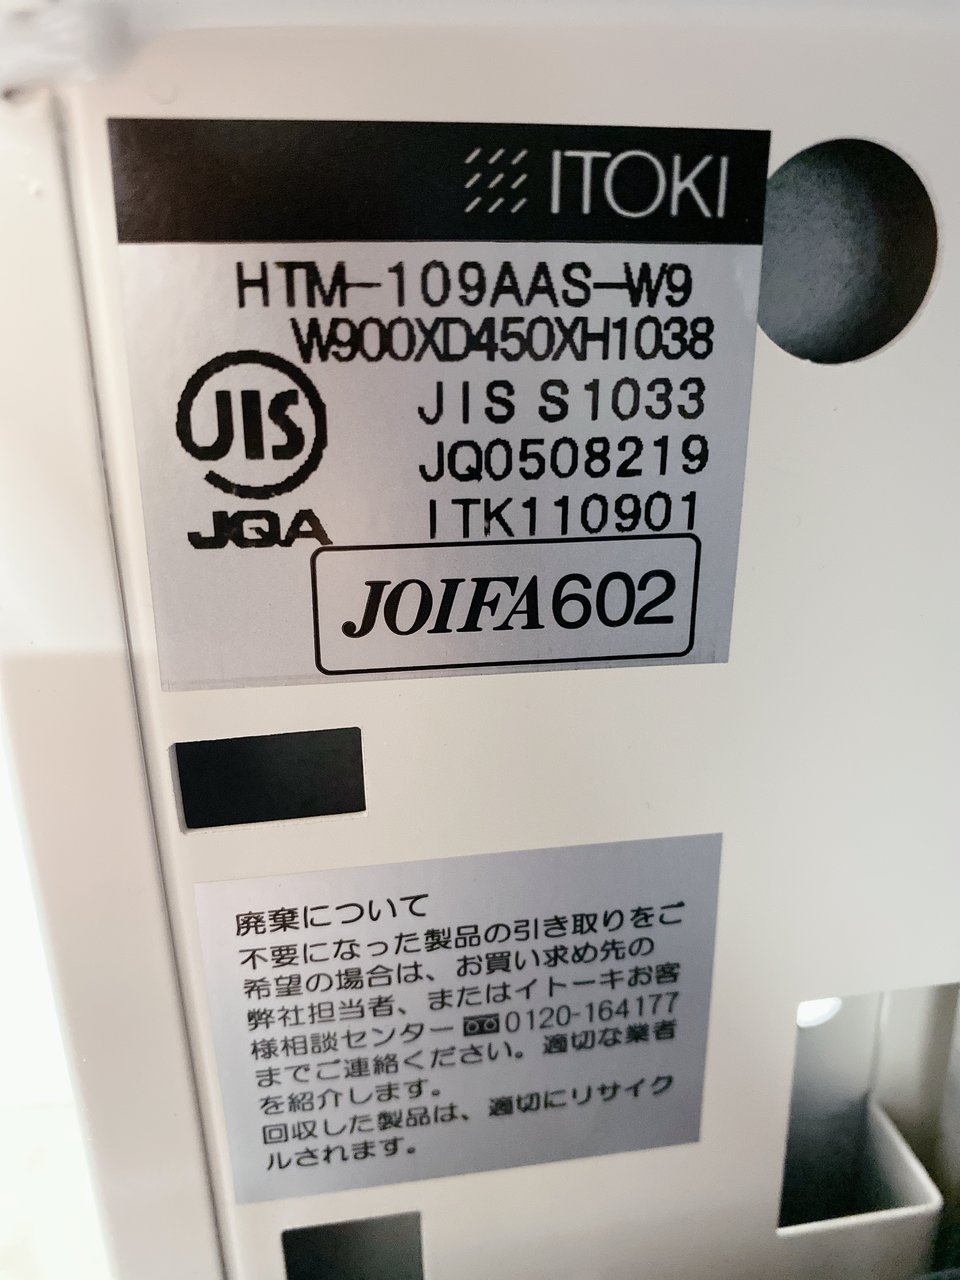 ITOKI
HTM-109AAS-W9
W900XD450XH1038
JIS
JIS S1033
JQ0508219
JQA
ITK110901
JOIFA602
廃棄について
不要になった製品の引き取りをご
希望の場合は、お買い求め先の
弊社担当者、またはイトーキお客
様相談センター 0120-164177
までご連絡ください。適切な業者
を紹介します。
回収した製品は、適切にリサイク
ルされます。